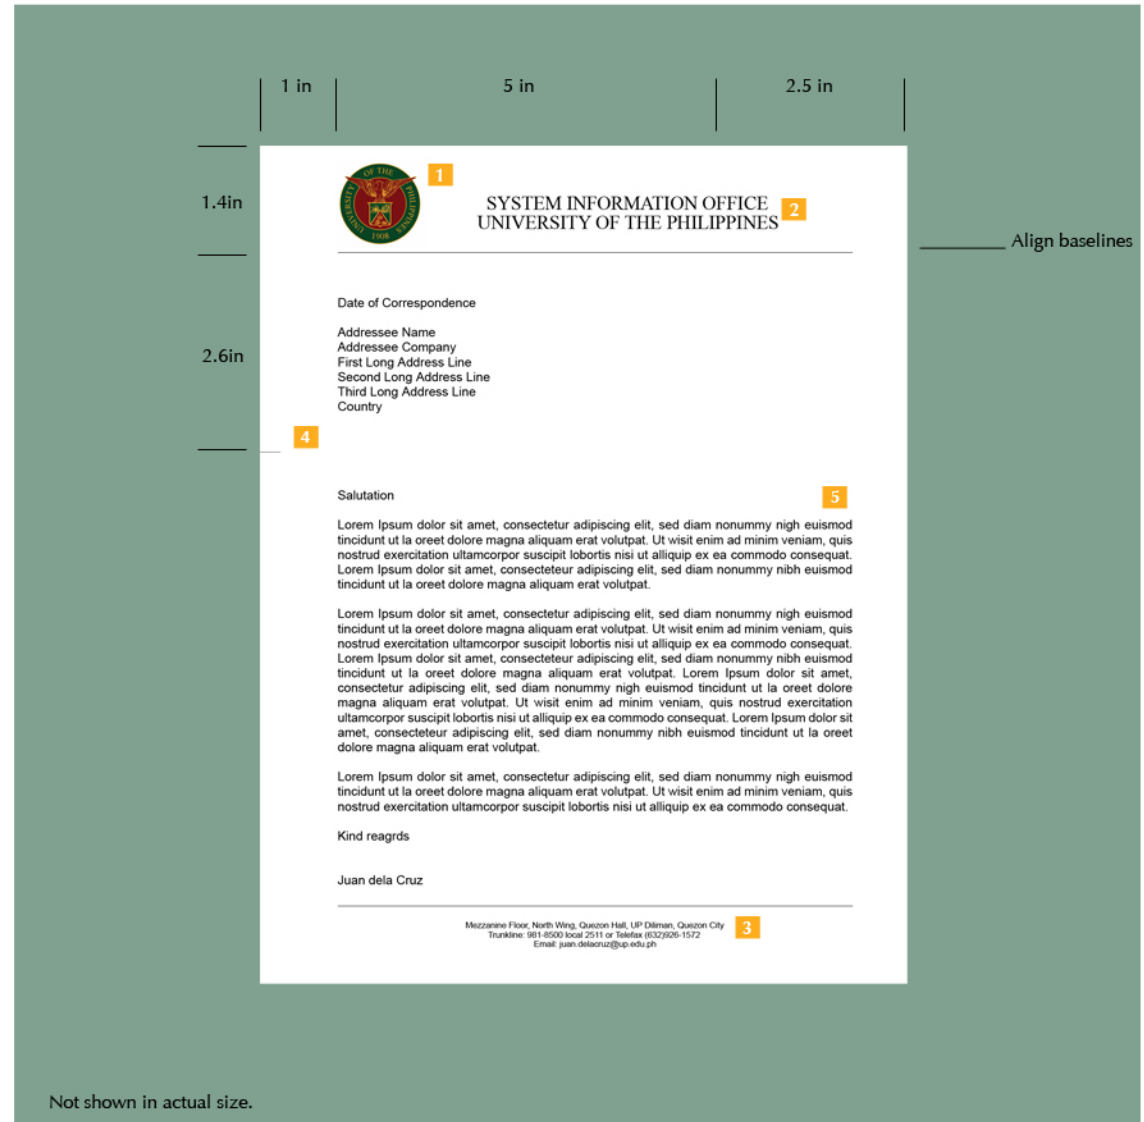 1 in 5 in 2.5 in
1.4in
OF THE
UNIVERSITY
PHILIPPINES
1908
1
SYSTEM INFORMATION OFFICE
UNIVERSITY OF THE PHILIPPINES
2
Align baselines
Date of Correspondence
2.6in
Addressee Name
Addressee Company
First Long Address Line
Second Long Address Line
Third Long Address Line
Country
4
Salutation
5
Lorem Ipsum dolor sit amet, consectetur adipiscing elit, sed diam nonummy nigh euismod
tincidunt ut la oreet dolore magna aliquam erat volutpat. Ut wisit enim ad minim veniam, quis
nostrud exercitation ultamcorpor suscipit lobortis nisi ut alliquip ex ea commodo consequat.
Lorem Ipsum dolor sit amet, consecteteur adipiscing elit, sed diam nonummy nibh euismod
tincidunt ut la oreet dolore magna aliquam erat volutpat.
Lorem Ipsum dolor sit amet, consectetur adipiscing elit, sed diam nonummy nigh euismod
tincidunt ut la oreet dolore magna aliquam erat volutpat. Ut wisit enim ad minim veniam, quis
nostrud exercitation ultamcorpor suscipit lobortis nisi ut alliquip ex ea commodo consequat.
Lorem Ipsum dolor sit amet, consecteteur adipiscing elit, sed diam nonummy nibh euismod
tincidunt ut la oreet dolore magna aliquam erat volutpat. Lorem Ipsum dolor sit amet,
consectetur adipiscing elit, sed diam nonummy nigh euismod tincidunt ut la oreet dolore
magna aliquam erat volutpat. Ut wisit enim ad minim veniam, quis nostrud exercitation
ultamcorpor suscipit lobortis nisi ut alliquip ex ea commodo consequat. Lorem Ipsum dolor sit
amet, consecteteur adipiscing elit, sed diam nonummy nibh euismod tincidunt ut la oreet
dolore magna aliquam erat volutpat.
Lorem Ipsum dolor sit amet, consectetur adipiscing elit, sed diam nonummy nigh euismod
tincidunt ut la oreet dolore magna aliquam erat volutpat. Ut wisit enim ad minim veniam, quis
nostrud exercitation ultamcorpor suscipit lobortis nisi ut alliquip ex ea commodo consequat.
Kind reagrds
Juan dela Cruz
Mezzanine Floor, North Wing, Quezon Hall, UP Diliman, Quezon City
Trunkline: 981-8500 local 2511 or Telefax (632)926-1572
Email: juan.delacruz@up.edu.ph
3
Not shown in actual size.